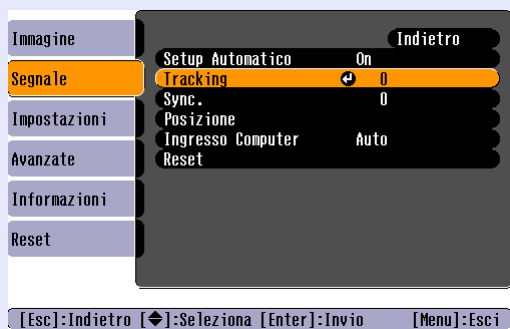 Immagine
Segnale
Impostazioni
Avanzate
Informazioni
Reset
Indietro
Setup Automatico On
Tracking 0
Sync. 0
Posizione
Ingresso Computer Auto
Reset
[Esc]:Indietro [◆]:Seleziona [Enter]:Invio [Menu]:Esci